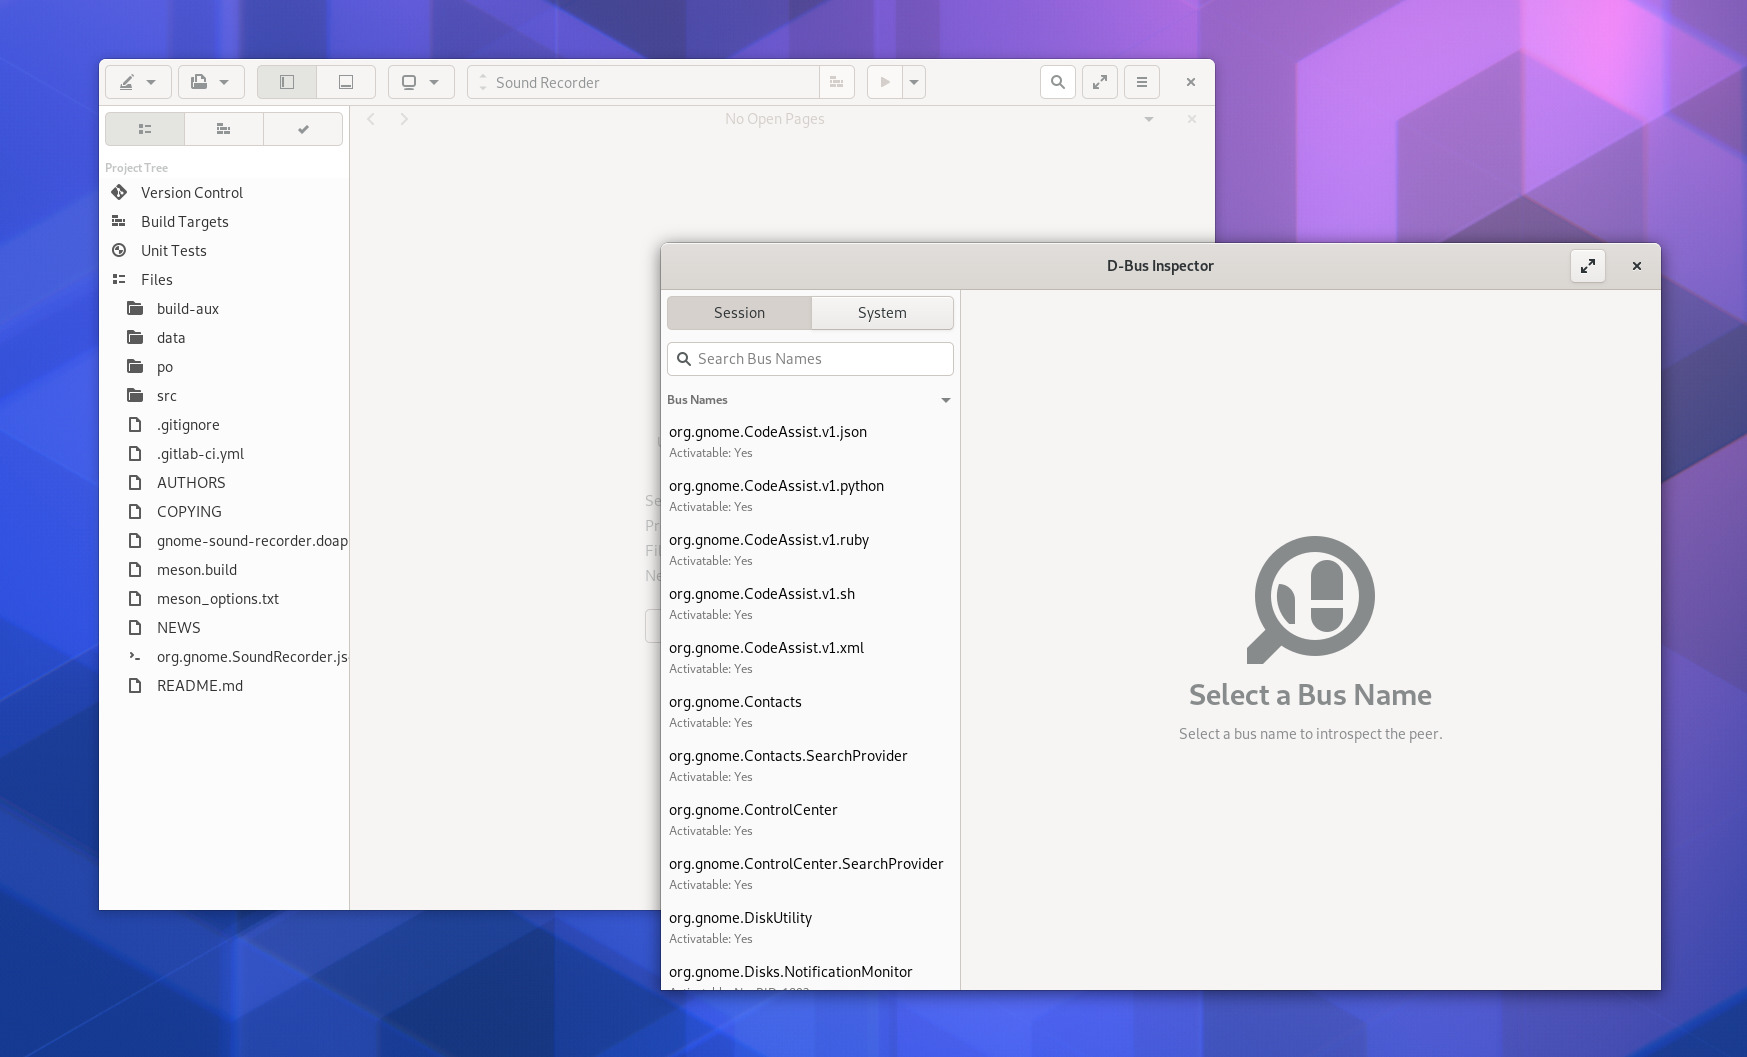 Sound Recorder
No Open Pages
Project Tree
Version Control
Build Targets
Unit Tests
Files
build-aux
data
po
src
.gitignore
.gitlab-ci.yml
AUTHORS
COPYING
gnome-sound-recorder.doap
meson.build
meson_options.txt
NEWS
org.gnome.SoundRecorder.js
README.md
D-Bus Inspector
Session
System
Search Bus Names
Bus Names
org.gnome.CodeAssist.v1.json
Activatable: Yes
org.gnome.CodeAssist.v1.python
Activatable: Yes
org.gnome.CodeAssist.v1.ruby
Activatable: Yes
org.gnome.CodeAssist.v1.sh
Activatable: Yes
org.gnome.CodeAssist.v1.xml
Activatable: Yes
org.gnome.Contacts
Activatable: Yes
org.gnome.Contacts.SearchProvider
Activatable: Yes
org.gnome.ControlCenter
Activatable: Yes
org.gnome.ControlCenter.SearchProvider
Activatable: Yes
org.gnome.DiskUtility
Activatable: Yes
org.gnome.Disks.NotificationMonitor
Select a Bus Name
Select a bus name to introspect the peer.